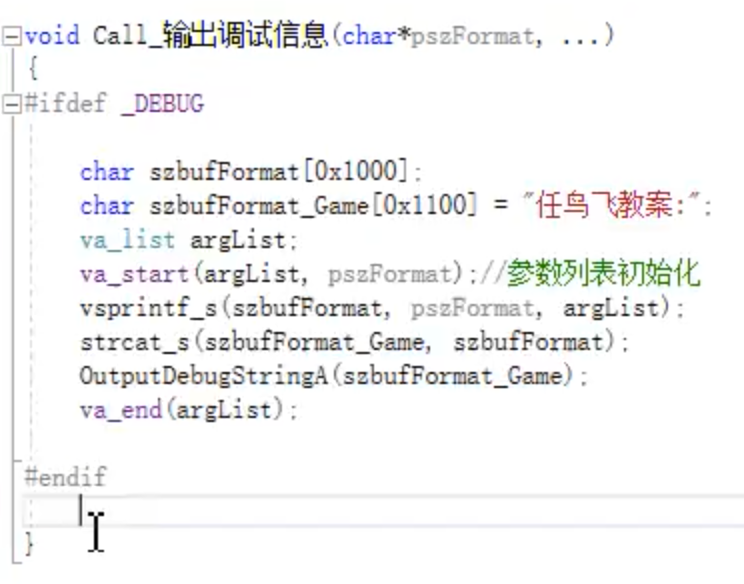 void Call_输出调试信息(char*pszFormat, ...)
{
#ifdef _DEBUG
char szbufFormat[0x1000];
char szbufFormat_Game[0x1100] = "任鸟飞教案:";
va_list argList;
va_start(argList, pszFormat);//参数列表初始化
vsprintf_s(szbufFormat, pszFormat, argList);
strcat_s(szbufFormat_Game, szbufFormat);
OutputDebugStringA(szbufFormat_Game);
va_end(argList);
#endif
}